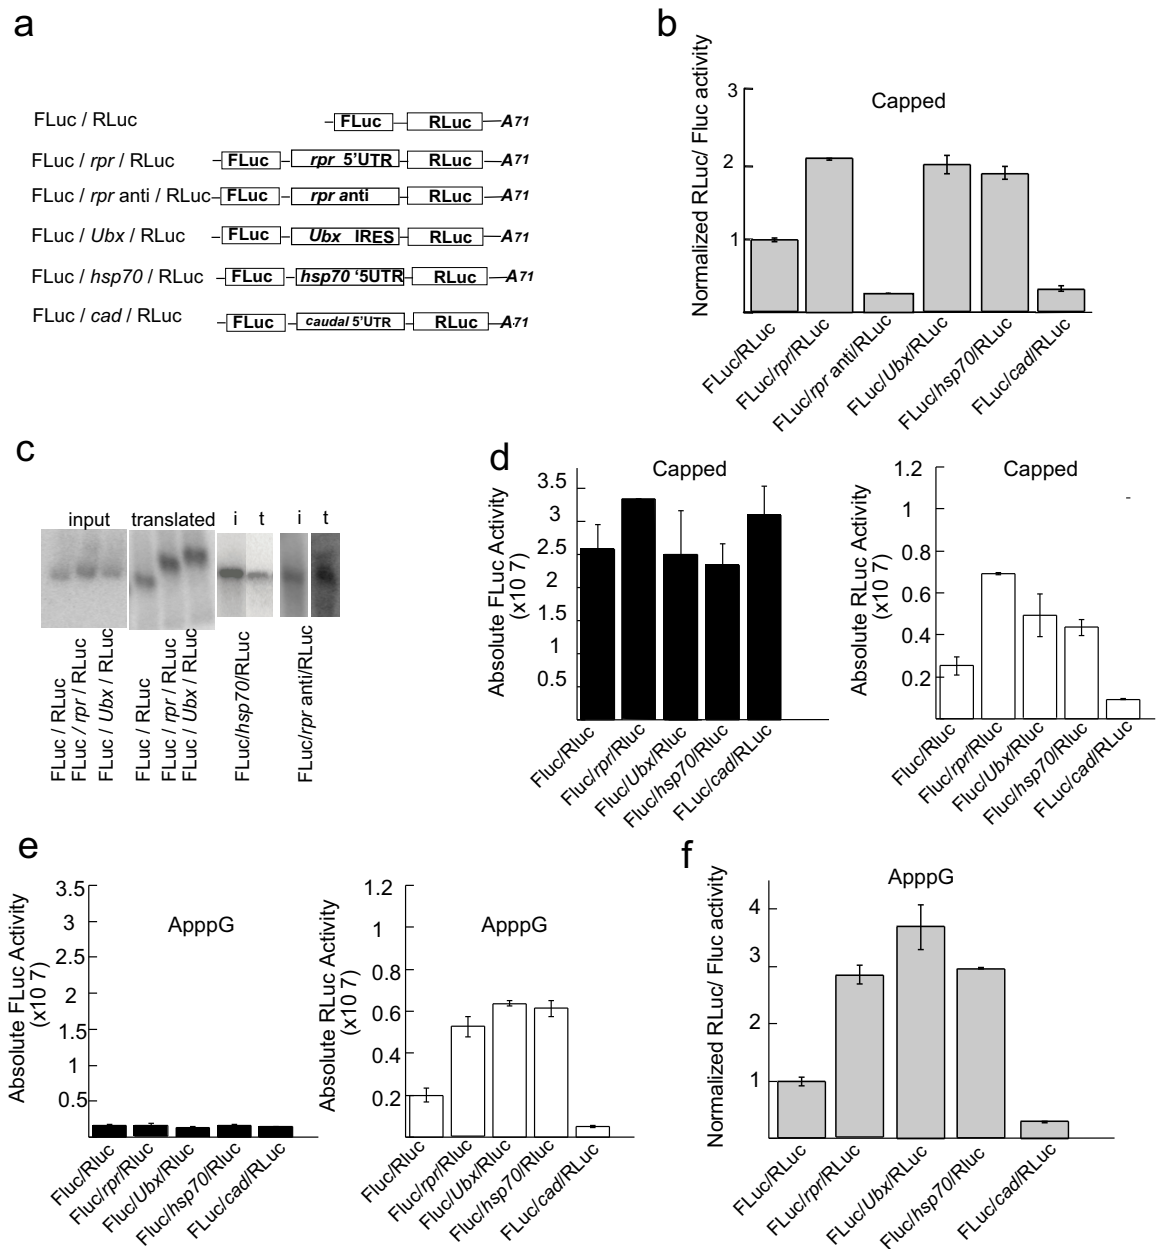 a
FLuc / RLuc
FLuc RLuc A71
FLuc / rpr / RLuc
FLuc rpr 5'UTR RLuc A71
FLuc / rpr anti / RLuc
FLuc rpr anti RLuc A71
FLuc / Ubx / RLuc
FLuc Ubx IRES RLuc A71
FLuc / hsp70 / RLuc
FLuc hsp70 '5UTR RLuc A71
FLuc / cad / RLuc
FLuc caudal 5'UTR RLuc A71
b
Normalized RLuc/ Fluc activity
Capped
3
2
1
FLuc/RLuc
FLuc/rpr/RLuc
FLuc/rpr anti/RLuc
FLuc/Ubx/RLuc
FLuc/hsp70/RLuc
FLuc/cad/RLuc
c
input translated i t i t
FLuc / RLuc
FLuc / rpr / RLuc
FLuc / Ubx / RLuc
FLuc / RLuc
FLuc / rpr / RLuc
FLuc / Ubx / RLuc
FLuc/hsp70/RLuc
FLuc/rpr anti/RLuc
d
Absolute FLuc Activity
(x10 7)
Capped
3.5
3
2.5
2
1.5
1
0.5
Fluc/Rluc
Fluc/rpr/Rluc
Fluc/Ubx/Rluc
Fluc/hsp70/Rluc
FLuc/cad/RLuc
Absolute RLuc Activity
(x10 7)
Capped
1.2
1
0.8
0.6
0.4
0.2
Fluc/Rluc
Fluc/rpr/Rluc
Fluc/Ubx/Rluc
Fluc/hsp70/Rluc
FLuc/cad/RLuc
e
Absolute FLuc Activity
(x10 7)
ApppG
3.5
3
2.5
2
1.5
1
0.5
Fluc/Rluc
Fluc/rpr/Rluc
Fluc/Ubx/Rluc
Fluc/hsp70/Rluc
FLuc/cad/RLuc
Absolute RLuc Activity
(x10 7)
ApppG
1.2
1
0.8
0.6
0.4
0.2
Fluc/Rluc
Fluc/rpr/Rluc
Fluc/Ubx/Rluc
Fluc/hsp70/Rluc
FLuc/cad/RLuc
f
Normalized RLuc/ Fluc activity
ApppG
4
3
2
1
FLuc/RLuc
FLuc/rpr/RLuc
FLuc/Ubx/RLuc
Fluc/hsp70/Rluc
FLuc/cad/RLuc